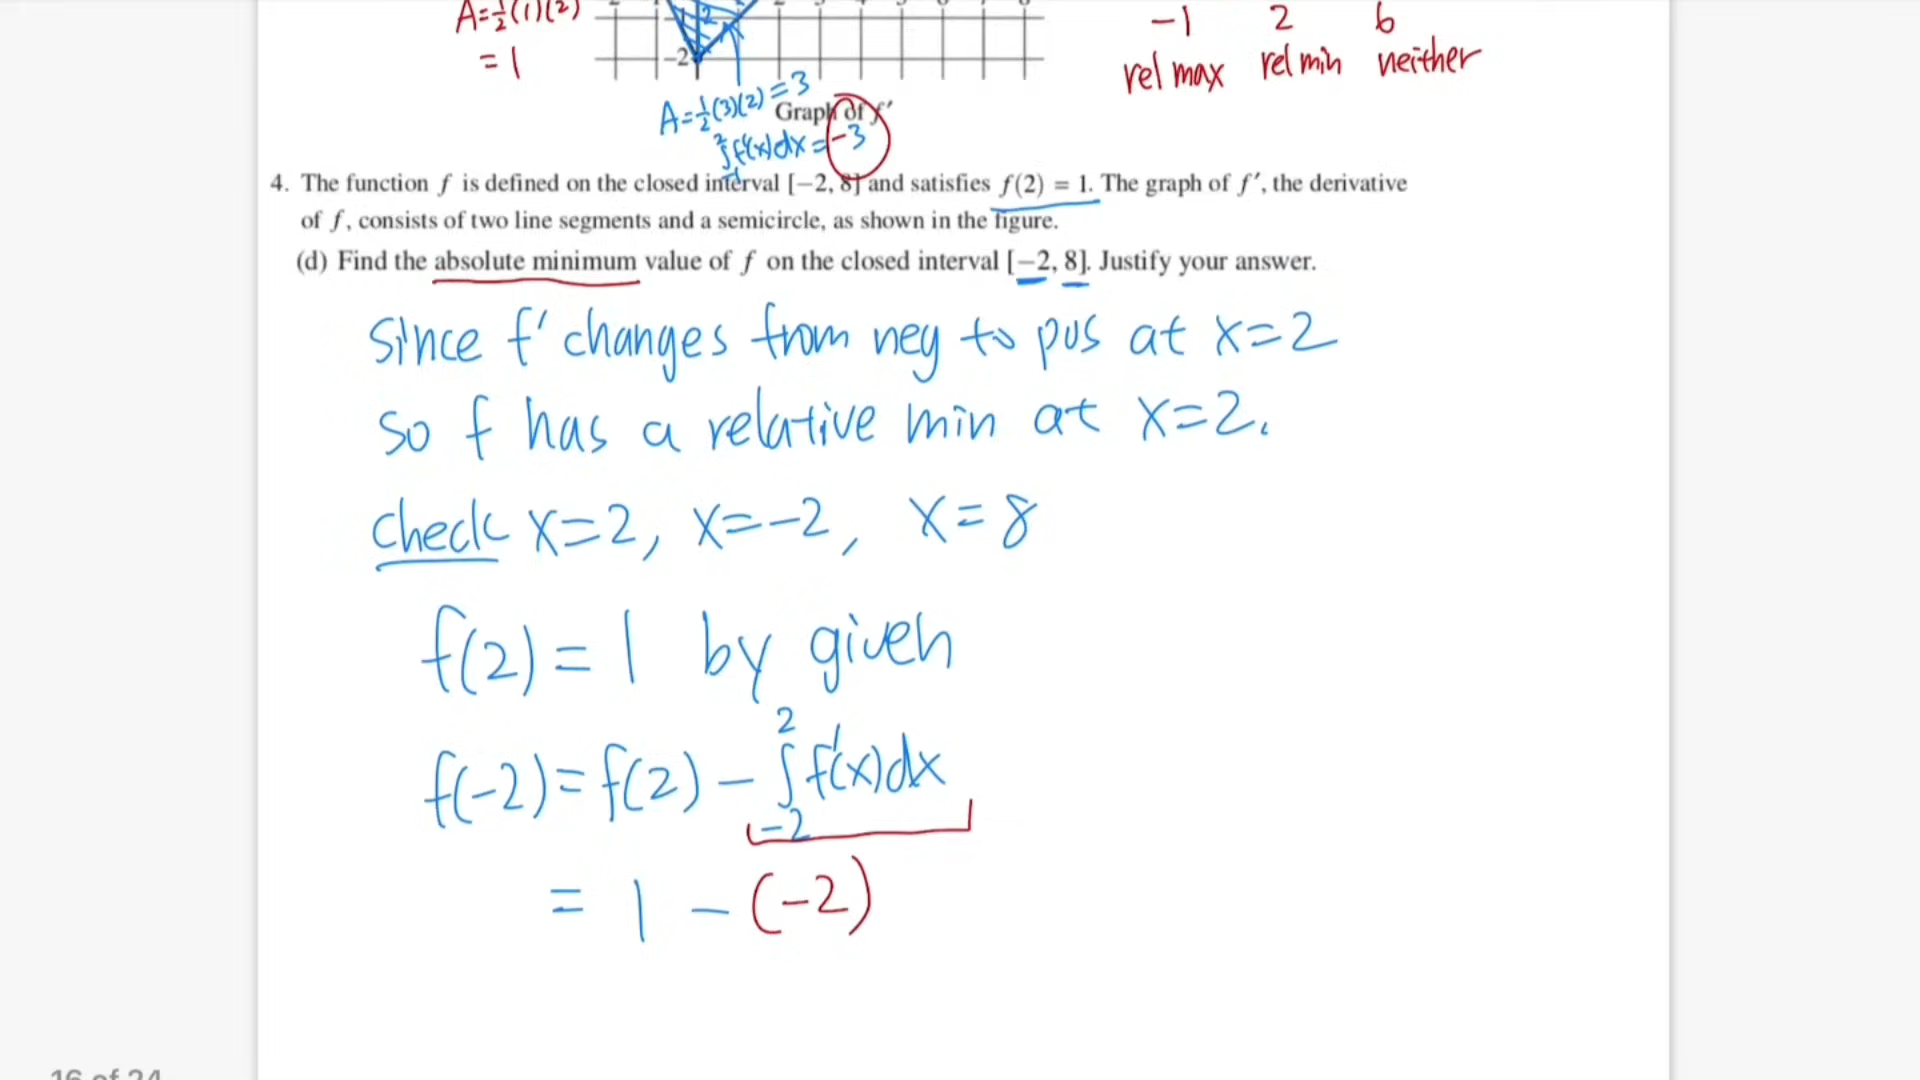 A=½(1)(2)
= 1
-2
-1 2 6
rel max rel min neither
A=½(3)(2)=3
Graph of f′
∫₋₁² f'(x)dx = -3
4. The function f is defined on the closed interval [−2, 8] and satisfies f(2) = 1. The graph of f′, the derivative
of f, consists of two line segments and a semicircle, as shown in the figure.
(d) Find the absolute minimum value of f on the closed interval [−2, 8]. Justify your answer.
Since f' changes from neg to pos at x=2
so f has a relative min at x=2.
check x=2, x=-2, x=8
f(2)=1 by given
f(-2)=f(2) - ∫₋₂² f'(x)dx
= 1 - (-2)
16 of 24